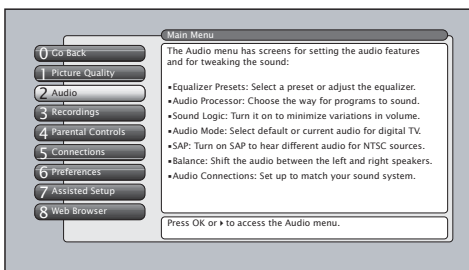 Main Menu
0 Go Back
1 Picture Quality
2 Audio
3 Recordings
4 Parental Controls
5 Connections
6 Preferences
7 Assisted Setup
8 Web Browser
The Audio menu has screens for setting the audio features
and for tweaking the sound:
▪Equalizer Presets: Select a preset or adjust the equalizer.
▪Audio Processor: Choose the way for programs to sound.
▪Sound Logic: Turn it on to minimize variations in volume.
▪Audio Mode: Select default or current audio for digital TV.
▪SAP: Turn on SAP to hear different audio for NTSC sources.
▪Balance: Shift the audio between the left and right speakers.
▪Audio Connections: Set up to match your sound system.
Press OK or ▸ to access the Audio menu.